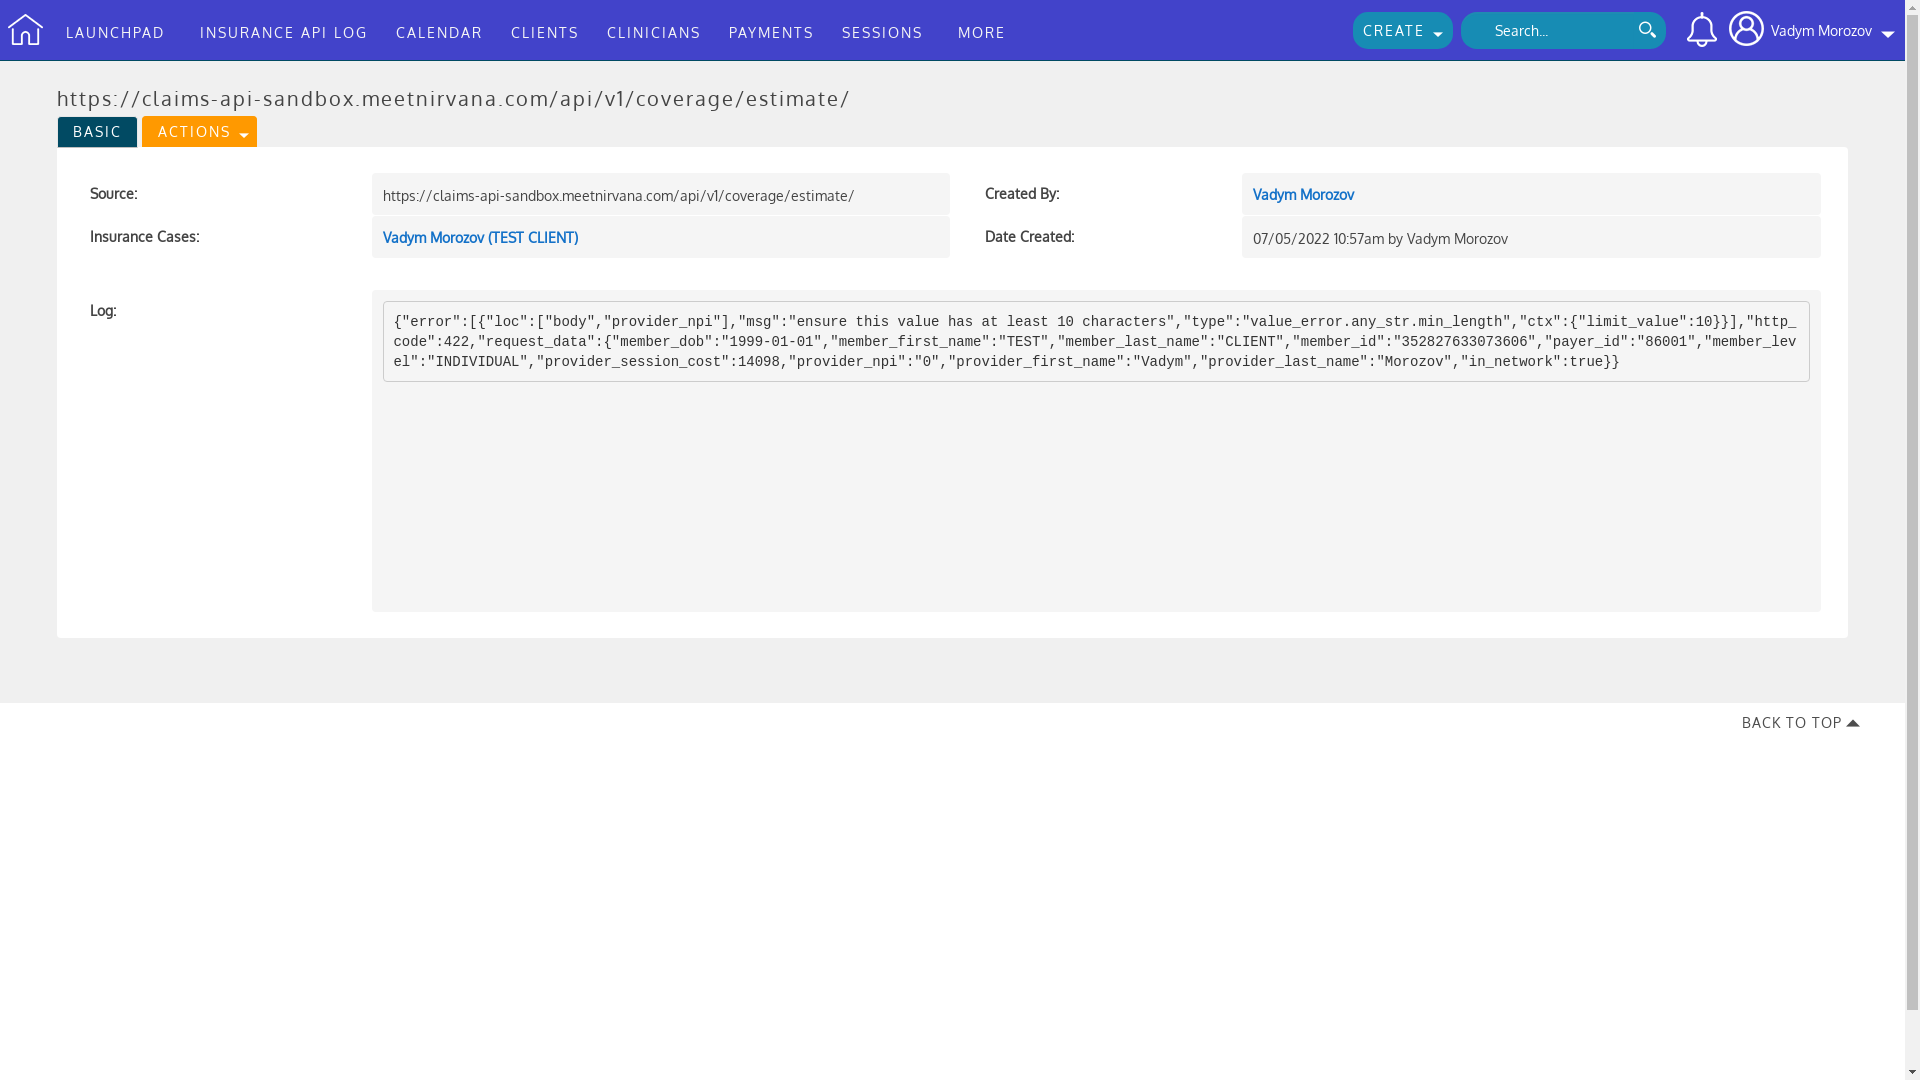 LAUNCHPAD INSURANCE API LOG CALENDAR CLIENTS CLINICIANS PAYMENTS SESSIONS MORE CREATE Search... Vadym Morozov
https://claims-api-sandbox.meetnirvana.com/api/v1/coverage/estimate/
BASIC ACTIONS
Source: https://claims-api-sandbox.meetnirvana.com/api/v1/coverage/estimate/ Created By: Vadym Morozov
Insurance Cases: Vadym Morozov (TEST CLIENT) Date Created: 07/05/2022 10:57am by Vadym Morozov
Log:
{"error":[{"loc":["body","provider_npi"],"msg":"ensure this value has at least 10 characters","type":"value_error.any_str.min_length","ctx":{"limit_value":10}}],"http_
code":422,"request_data":{"member_dob":"1999-01-01","member_first_name":"TEST","member_last_name":"CLIENT","member_id":"352827633073606","payer_id":"86001","member_lev
el":"INDIVIDUAL","provider_session_cost":14098,"provider_npi":"0","provider_first_name":"Vadym","provider_last_name":"Morozov","in_network":true}}
BACK TO TOP